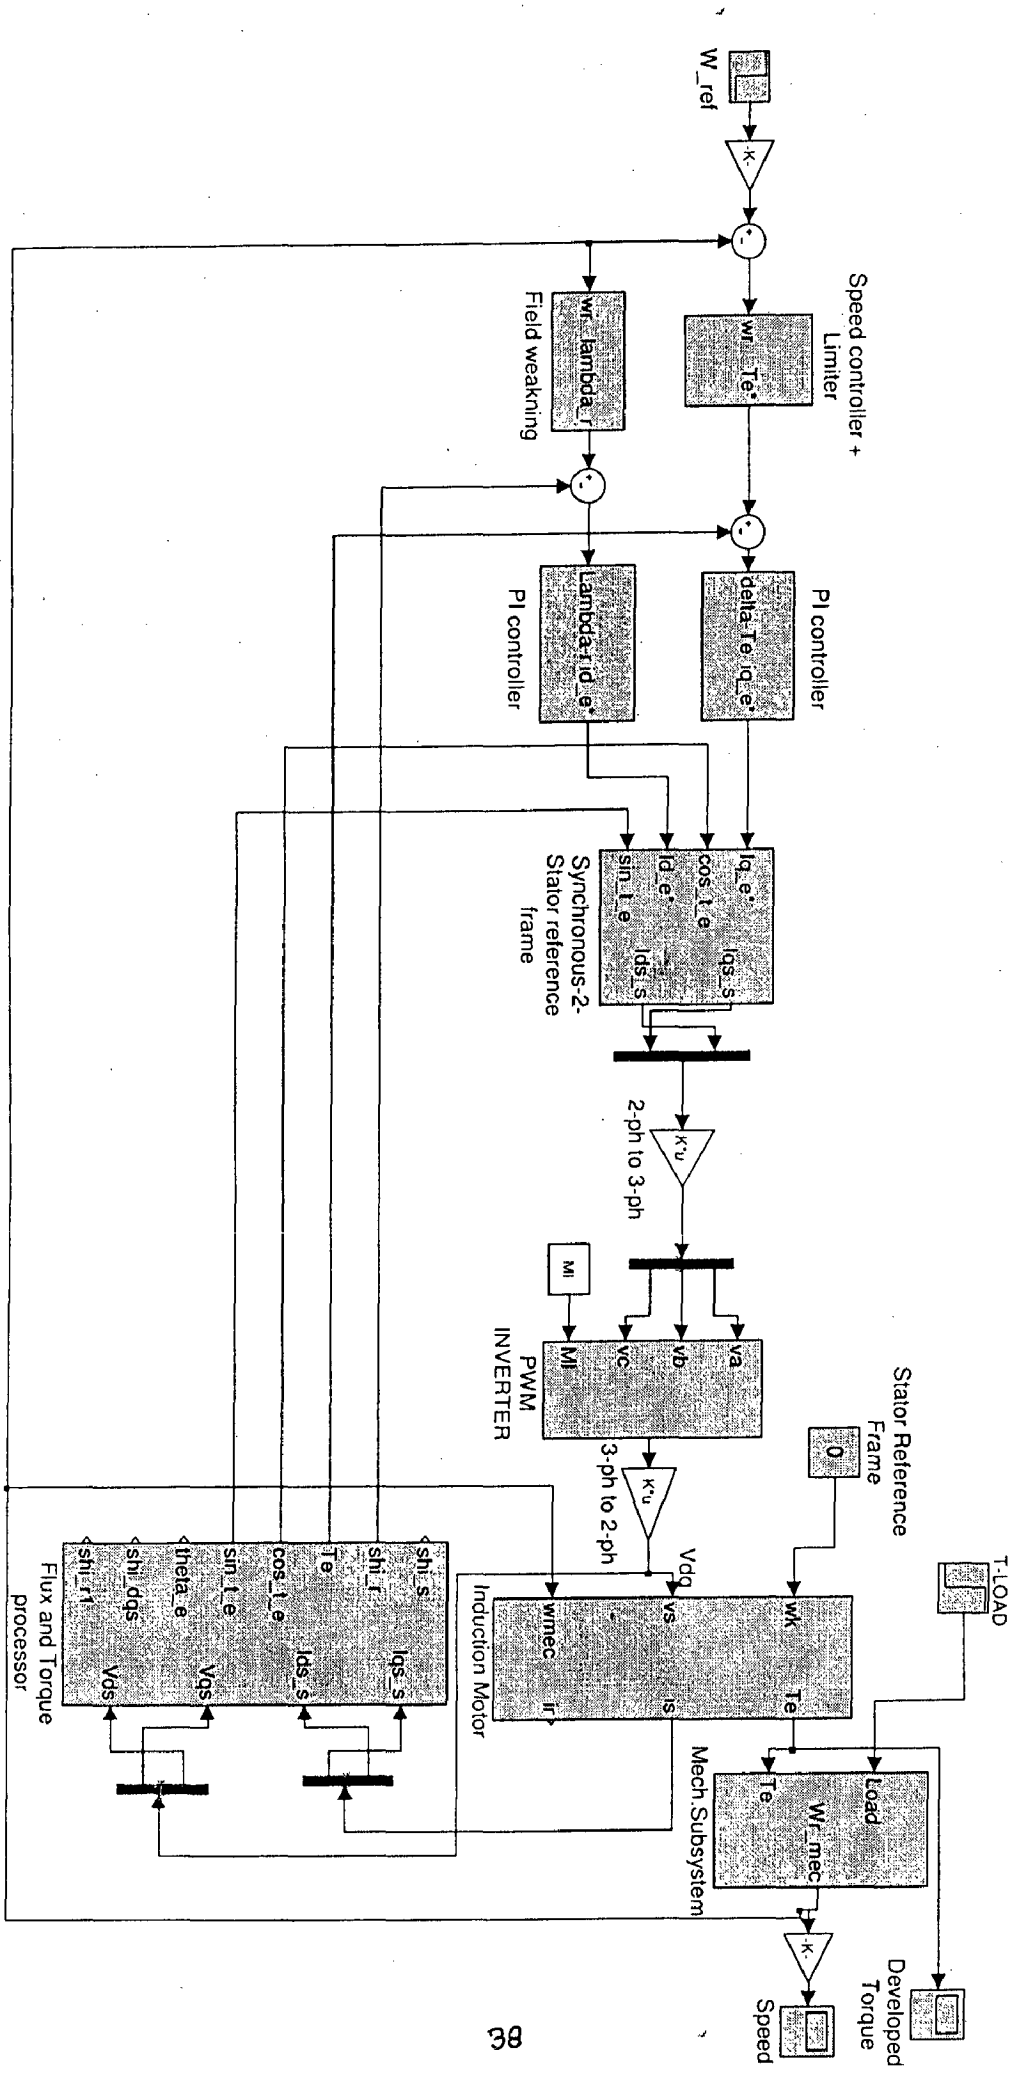 W_ref
-K-
Speed controller +
Limiter
wr
Te*
wr
lambda_r
Field weakning
PI controller
delta-Te
iq_e*
Lambda-r
id_e*
PI controller
Iq_e*
cos_t_e
Id_e*
sin_t_e
Iqs_s
Ids_s
Synchronous-2-
Stator reference
frame
K*u
2-ph to 3-ph
MI
va
vb
vc
MI
PWM
INVERTER
K*u
3-ph to 2-ph
Stator Reference
Frame
0
Vdq
wk
vs
wmec
Te
is
ir
Induction Motor
T-LOAD
Load
Te
Wr_mec
Mech.Subsystem
-K-
Speed
Developed
Torque
shi_s
shi_r
Te
cos_t_e
sin_t_e
theta_e
shi_dqs
shi_r1
Iqs_s
Ids_s
Vqs
Vds
Flux and Torque
processor
38